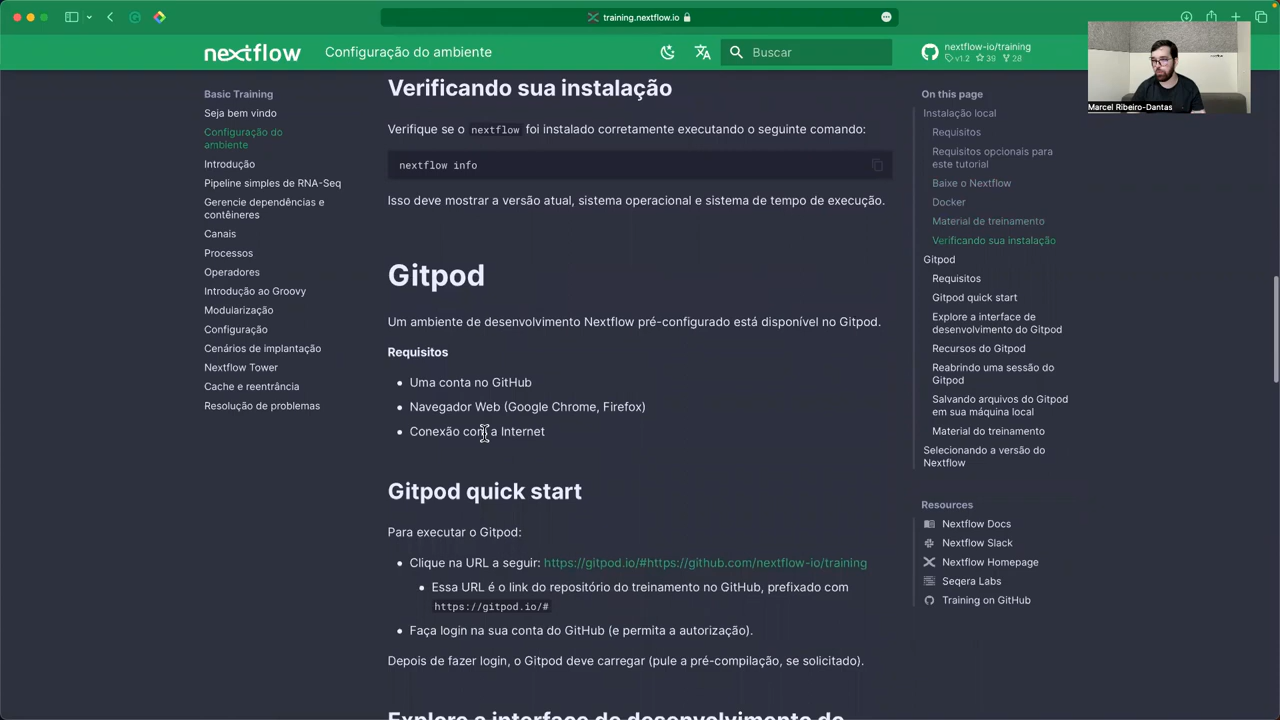 training.nextflow.io
nextflow
Configuração do ambiente
Buscar
nextflow-io/training
v1.2 39 28
Marcel Ribeiro-Dantas
Basic Training
Seja bem vindo
Configuração do
ambiente
Introdução
Pipeline simples de RNA-Seq
Gerencie dependências e
contêineres
Canais
Processos
Operadores
Introdução ao Groovy
Modularização
Configuração
Cenários de implantação
Nextflow Tower
Cache e reentrância
Resolução de problemas
Verificando sua instalação
Verifique se o nextflow foi instalado corretamente executando o seguinte comando:
nextflow info
Isso deve mostrar a versão atual, sistema operacional e sistema de tempo de execução.
Gitpod
Um ambiente de desenvolvimento Nextflow pré-configurado está disponível no Gitpod.
Requisitos
Uma conta no GitHub
Navegador Web (Google Chrome, Firefox)
Conexão com a Internet
Gitpod quick start
Para executar o Gitpod:
Clique na URL a seguir: https://gitpod.io/#https://github.com/nextflow-io/training
Essa URL é o link do repositório do treinamento no GitHub, prefixado com
https://gitpod.io/#
Faça login na sua conta do GitHub (e permita a autorização).
Depois de fazer login, o Gitpod deve carregar (pule a pré-compilação, se solicitado).
Explore a interface de desenvolvimento do
On this page
Instalação local
Requisitos
Requisitos opcionais para
este tutorial
Baixe o Nextflow
Docker
Material de treinamento
Verificando sua instalação
Gitpod
Requisitos
Gitpod quick start
Explore a interface de
desenvolvimento do Gitpod
Recursos do Gitpod
Reabrindo uma sessão do
Gitpod
Salvando arquivos do Gitpod
em sua máquina local
Material do treinamento
Selecionando a versão do
Nextflow
Resources
Nextflow Docs
Nextflow Slack
Nextflow Homepage
Seqera Labs
Training on GitHub